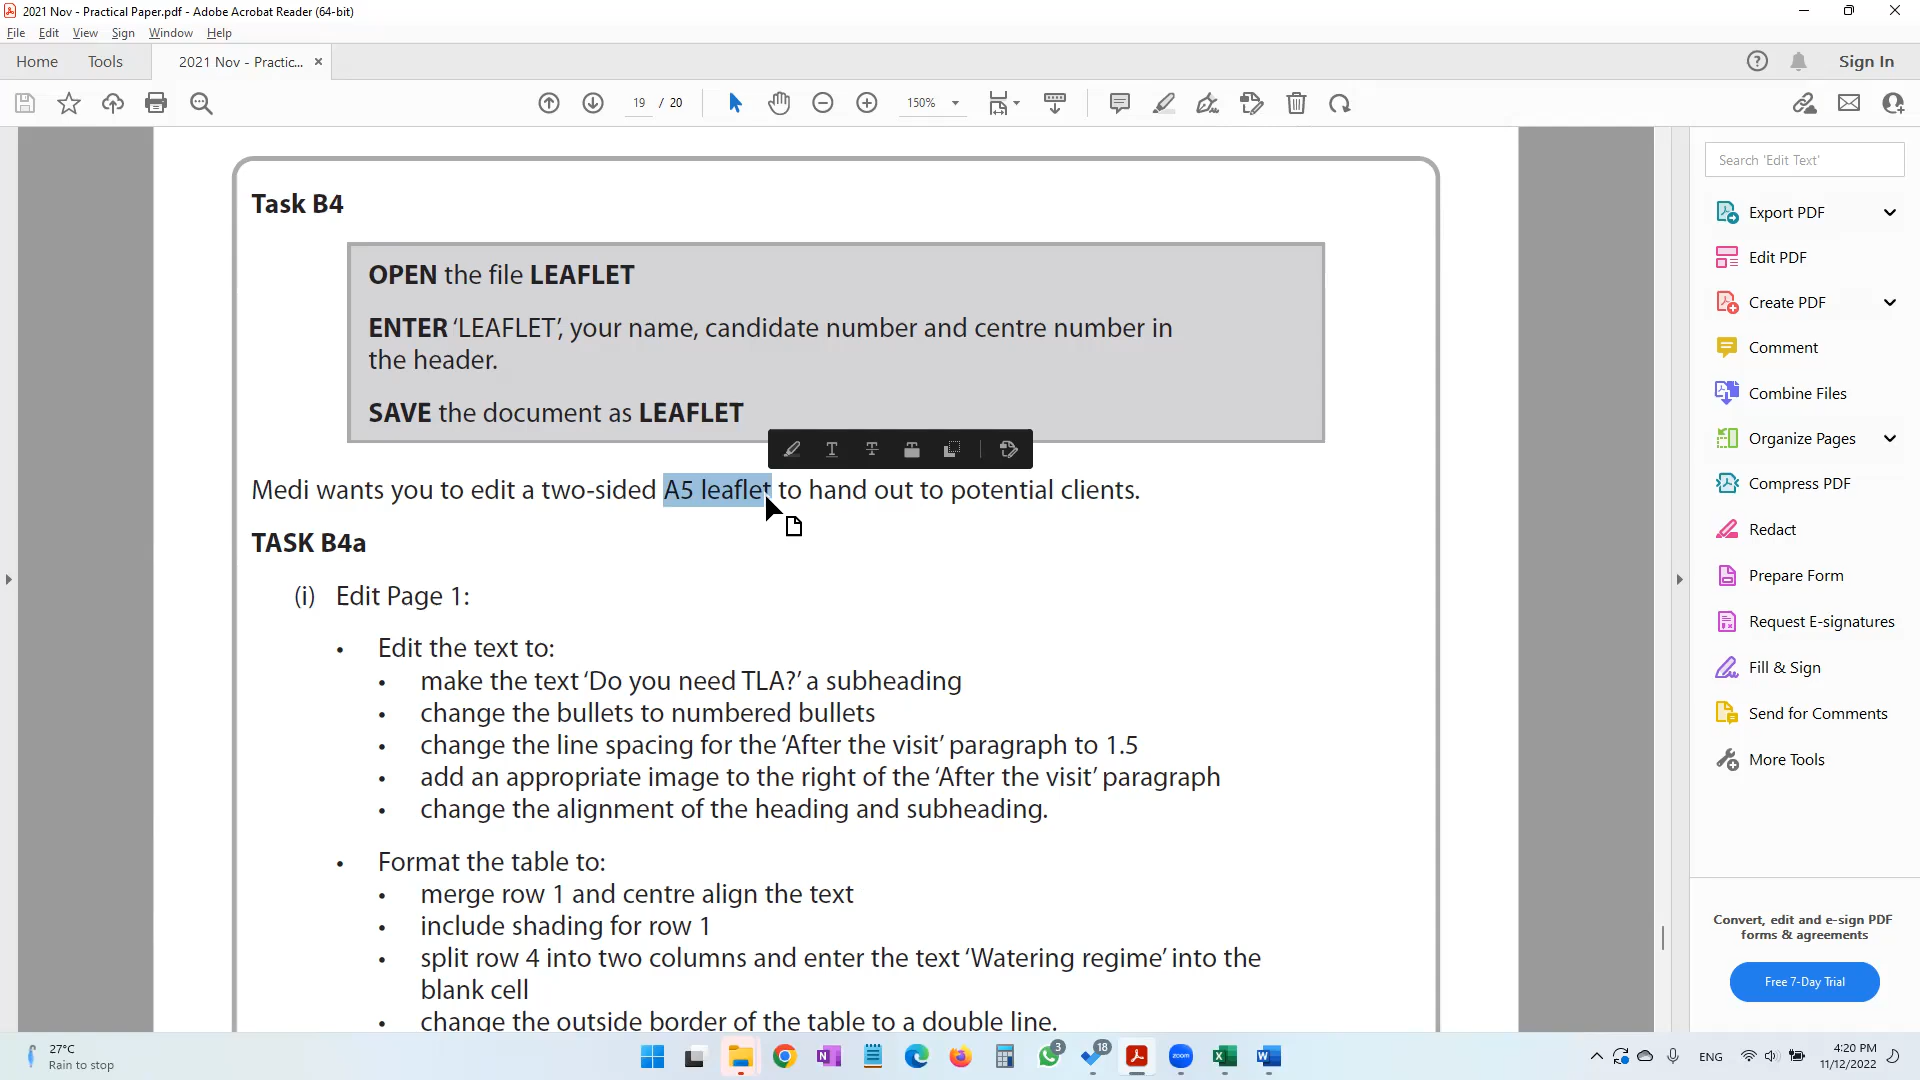 2021 Nov - Practical Paper.pdf - Adobe Acrobat Reader (64-bit)
File Edit View Sign Window Help
Home Tools 2021 Nov - Practic... × Sign In
19 / 20 150%
Search 'Edit Text'
Export PDF
Edit PDF
Create PDF
Comment
Combine Files
Organize Pages
Compress PDF
Redact
Prepare Form
Request E-signatures
Fill & Sign
Send for Comments
More Tools
Convert, edit and e-sign PDF
forms & agreements
Free 7-Day Trial
Task B4
OPEN the file LEAFLET
ENTER ‘LEAFLET’, your name, candidate number and centre number in
the header.
SAVE the document as LEAFLET
Medi wants you to edit a two-sided A5 leaflet to hand out to potential clients.
TASK B4a
(i) Edit Page 1:
• Edit the text to:
• make the text ‘Do you need TLA?’ a subheading
• change the bullets to numbered bullets
• change the line spacing for the ‘After the visit’ paragraph to 1.5
• add an appropriate image to the right of the ‘After the visit’ paragraph
• change the alignment of the heading and subheading.
• Format the table to:
• merge row 1 and centre align the text
• include shading for row 1
• split row 4 into two columns and enter the text ‘Watering regime’ into the
blank cell
• change the outside border of the table to a double line.
27°C
Rain to stop
3
18
zoom
ENG
4:20 PM
11/12/2022